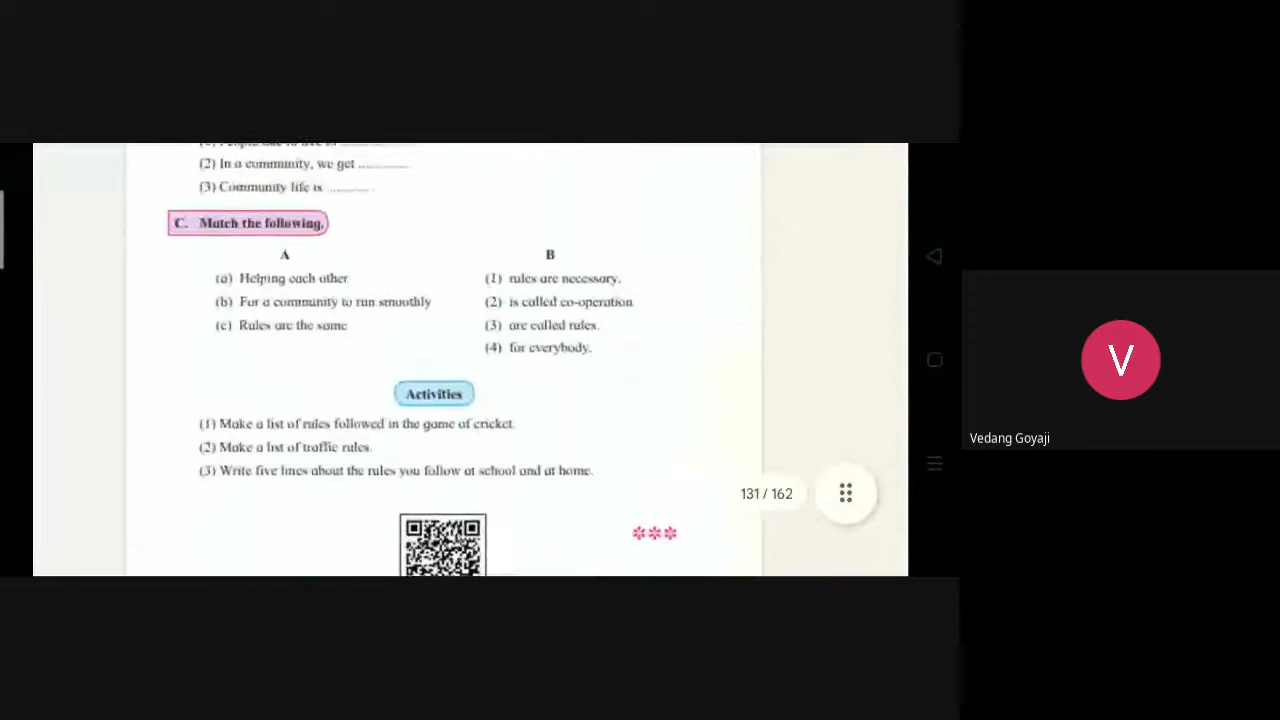 (2) In a community, we get ............
(3) Community life is ..........
C. Match the following.
A B
(a) Helping each other (1) rules are necessary.
(b) For a community to run smoothly (2) is called co-operation
(c) Rules are the same (3) are called rules.
(4) for everybody.
Activities
(1) Make a list of rules followed in the game of cricket.
(2) Make a list of traffic rules.
(3) Write five lines about the rules you follow at school and at home.
131 / 162
***
V
Vedang Goyaji